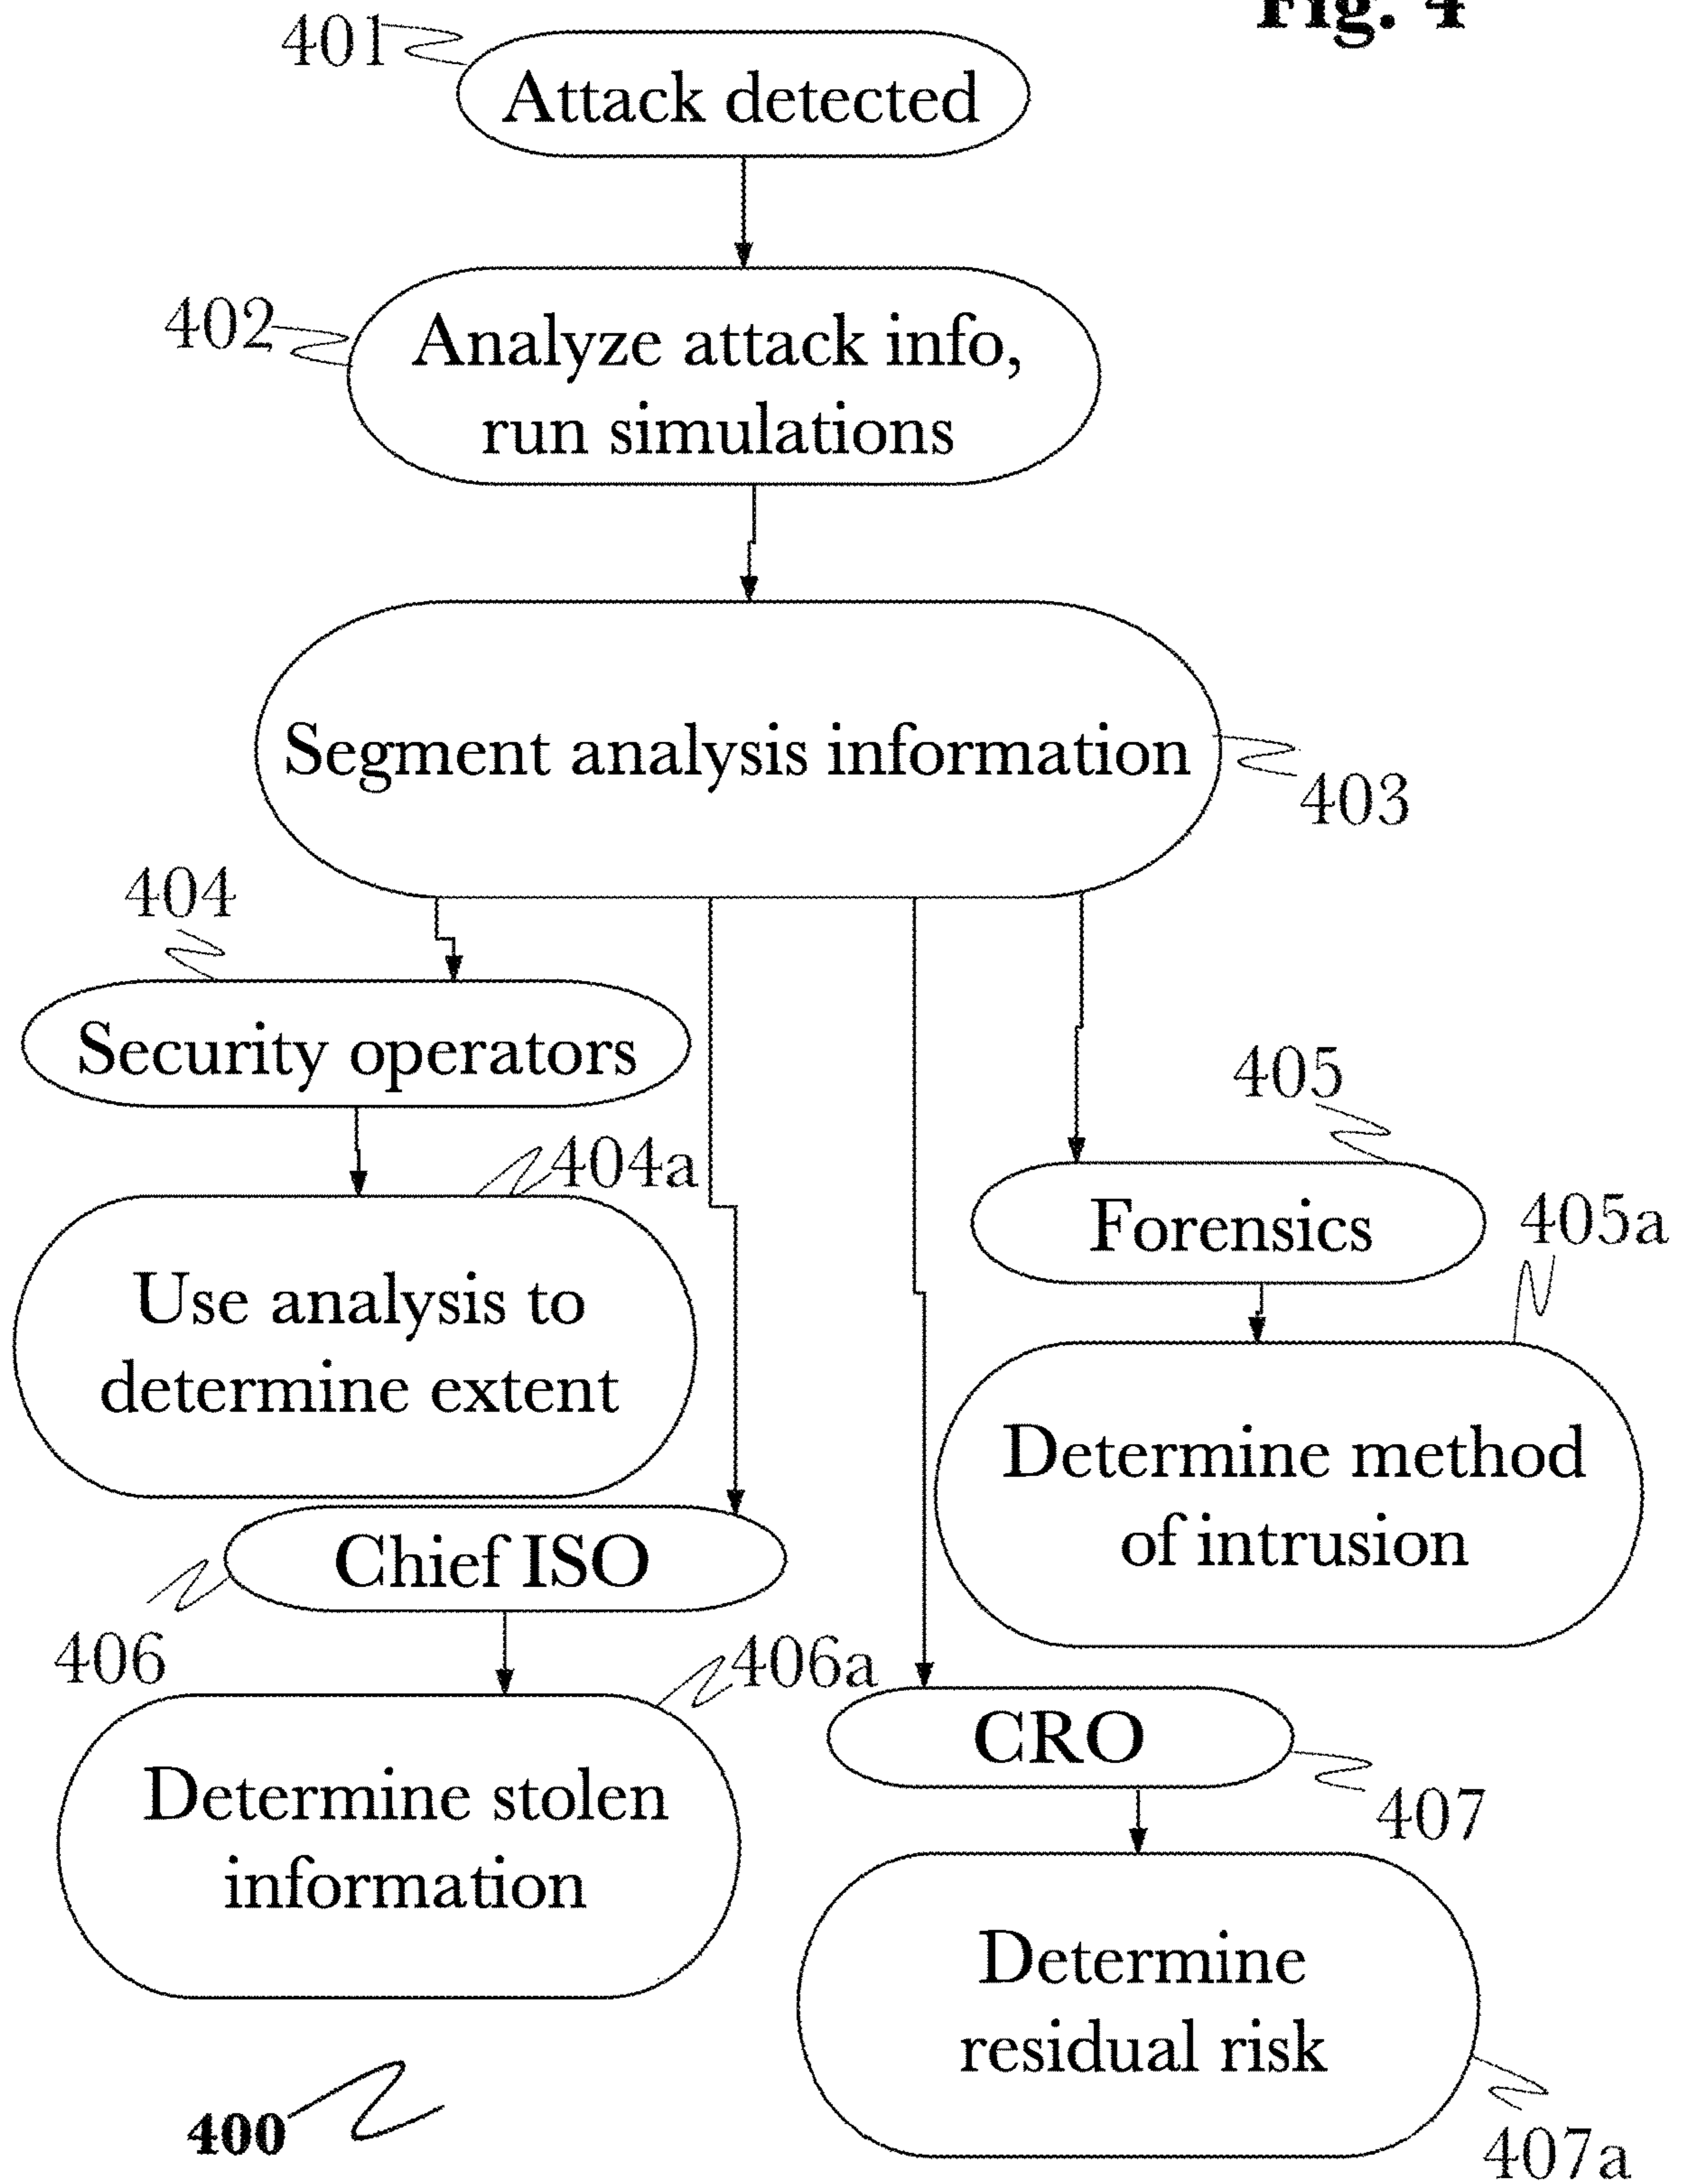 Fig. 4
401
Attack detected
402
Analyze attack info,
run simulations
Segment analysis information
403
404
Security operators
404a
Use analysis to
determine extent
405
Forensics
405a
Determine method
of intrusion
Chief ISO
406
406a
Determine stolen
information
CRO
407
Determine
residual risk
407a
400